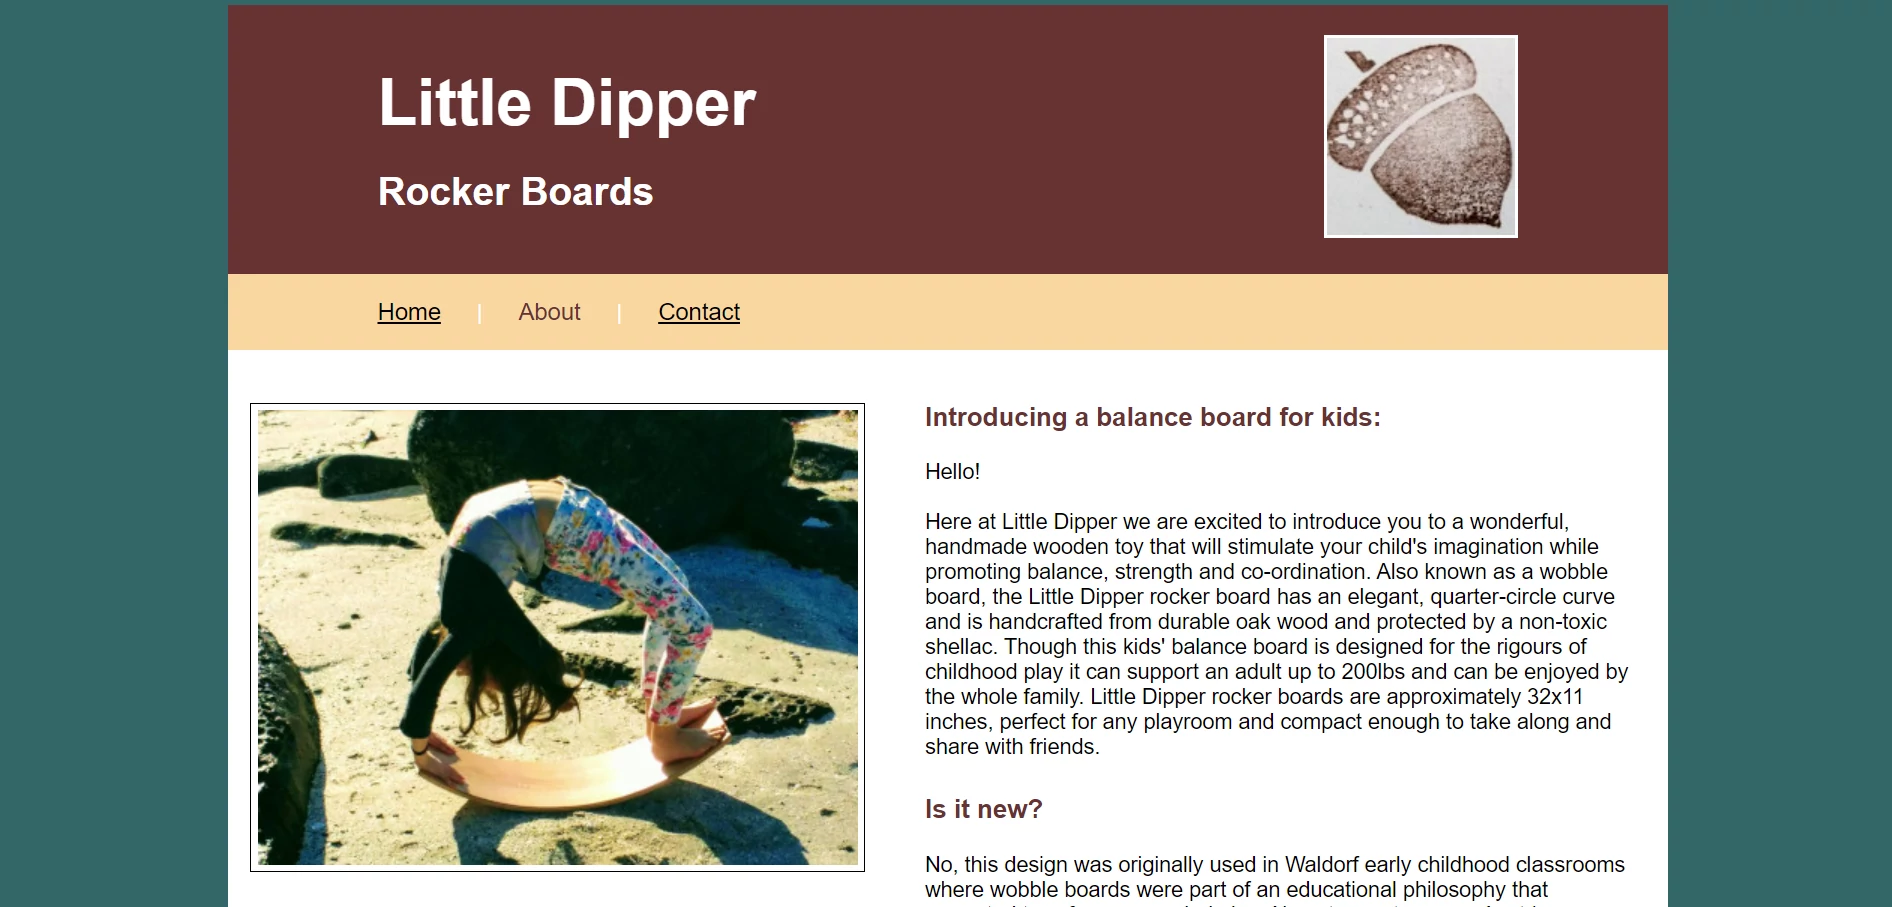 Little Dipper
Rocker Boards
Home | About | Contact
Introducing a balance board for kids:
Hello!
Here at Little Dipper we are excited to introduce you to a wonderful,
handmade wooden toy that will stimulate your child's imagination while
promoting balance, strength and co-ordination. Also known as a wobble
board, the Little Dipper rocker board has an elegant, quarter-circle curve
and is handcrafted from durable oak wood and protected by a non-toxic
shellac. Though this kids' balance board is designed for the rigours of
childhood play it can support an adult up to 200lbs and can be enjoyed by
the whole family. Little Dipper rocker boards are approximately 32x11
inches, perfect for any playroom and compact enough to take along and
share with friends.
Is it new?
No, this design was originally used in Waldorf early childhood classrooms
where wobble boards were part of an educational philosophy that